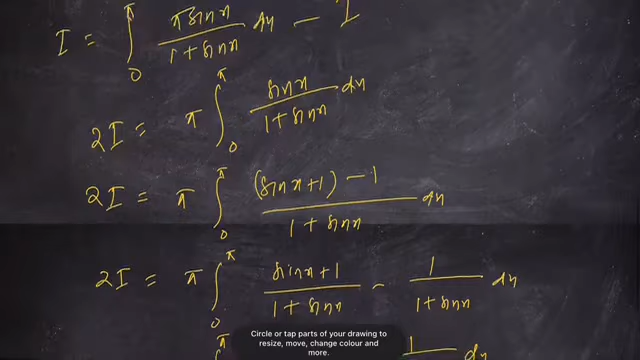 I = ∫₀^π π sin x / 1 + sin x dx - I
2I = π ∫₀^π sin x / 1 + sin x dx
2I = π ∫₀^π (sin x + 1) - 1 / 1 + sin x dx
2I = π ∫₀^π sin x + 1 / 1 + sin x - 1 / 1 + sin x dx
Circle or tap parts of your drawing to
resize, move, change colour and
more.